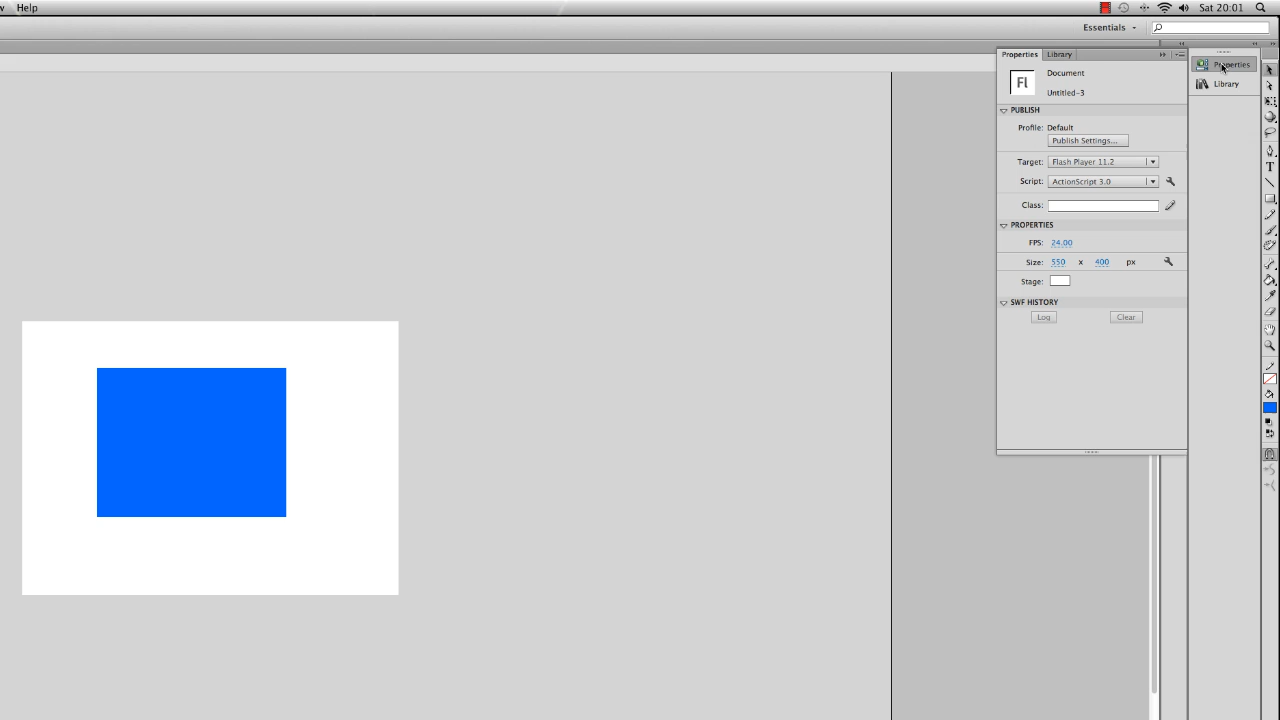 Help
Sat 20:01
Essentials
Properties Library
Properties
Library
Fl
Document
Untitled-3
PUBLISH
Profile: Default
Publish Settings...
Target: Flash Player 11.2
Script: ActionScript 3.0
Class:
PROPERTIES
FPS: 24.00
Size: 550 x 400 px
Stage:
SWF HISTORY
Log Clear
T